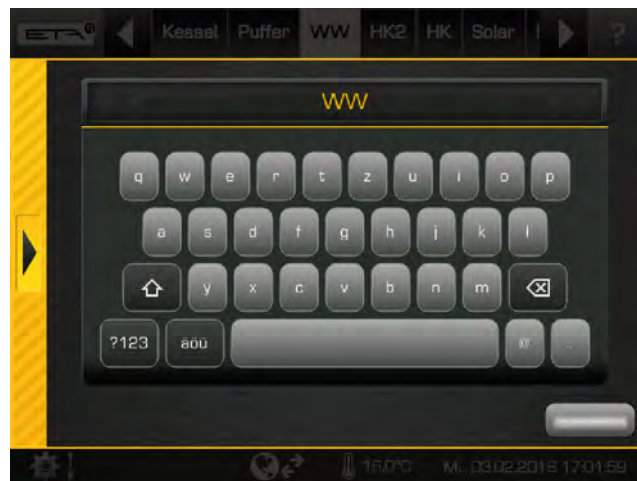 ETA Kessel Puffer WW HK2 HK Solar ?
WW
q w e r t z u i o p
a s d f g h j k l
y x c v b n m
?123 äöü
16.0°C Mi., 03.02.2016 17:01:59